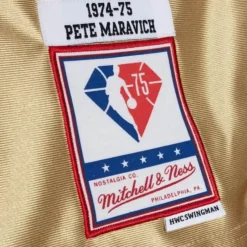 1974-75
PETE MARAVICH
75
NOSTALGIA CO.
Mitchell & Ness
PHILADELPHIA, PA.
HWC SWINGMAN